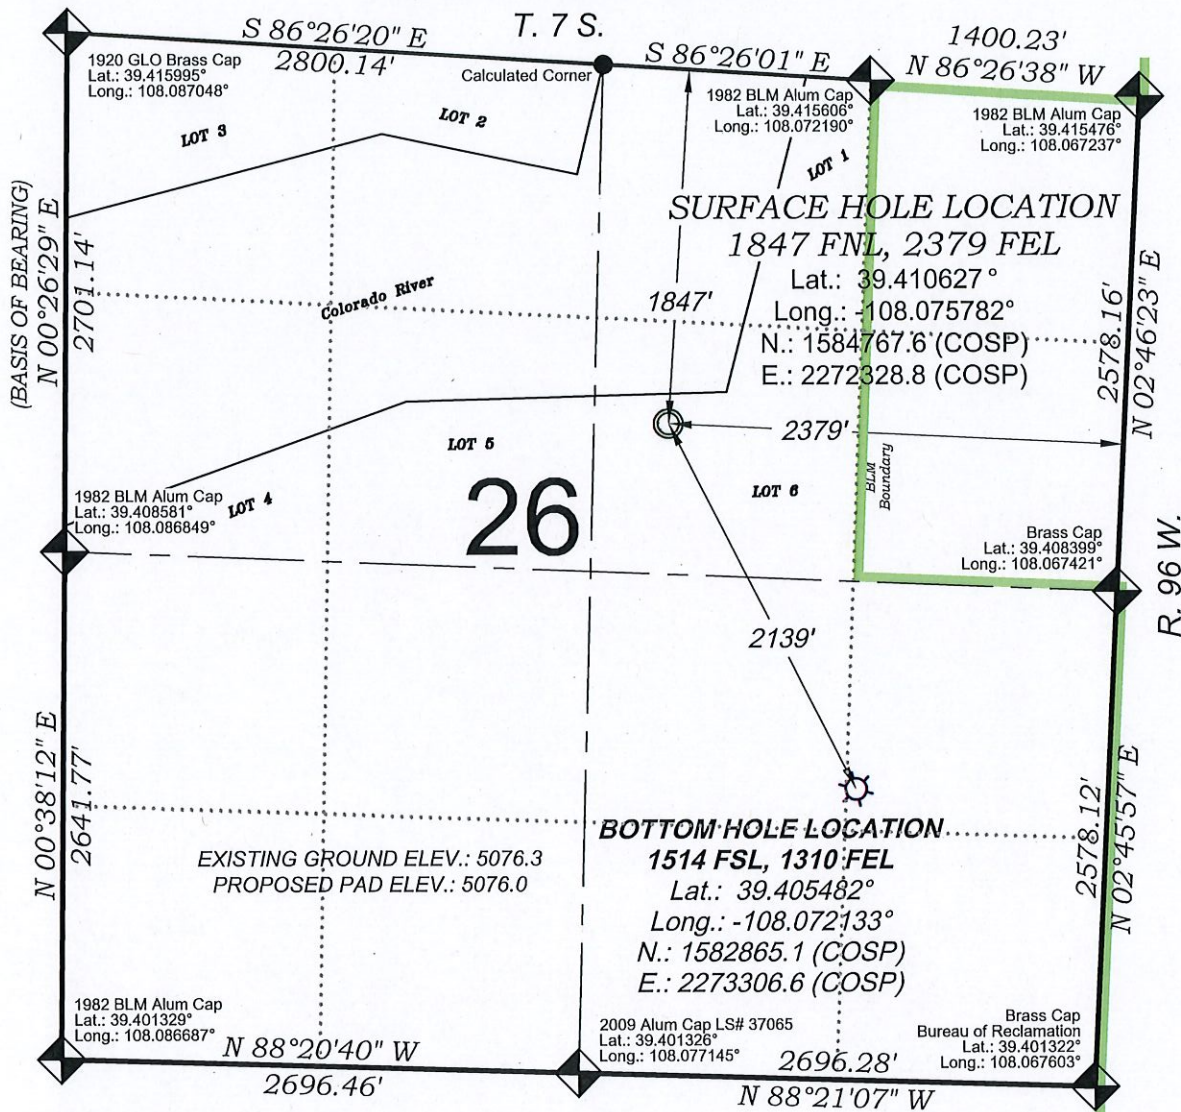 T. 7 S.
S 86°26'20" E
2800.14'
S 86°26'01" E
1400.23'
N 86°26'38" W
1920 GLO Brass Cap
Lat.: 39.415995°
Long.: 108.087048°
Calculated Corner
1982 BLM Alum Cap
Lat.: 39.415606°
Long.: 108.072190°
1982 BLM Alum Cap
Lat.: 39.415476°
Long.: 108.067237°
LOT 3
LOT 2
LOT 1
SURFACE HOLE LOCATION
1847 FNL, 2379 FEL
Lat.: 39.410627°
Long.: -108.075782°
N.: 1584767.6 (COSP)
E.: 2272328.8 (COSP)
(BASIS OF BEARING)
N 00°26'29" E
2701.14'
Colorado River
1847'
2578.16'
N 02°46'23" E
2379'
BLM
Boundary
LOT 5
LOT 6
LOT 4
26
1982 BLM Alum Cap
Lat.: 39.408581°
Long.: 108.086849°
Brass Cap
Lat.: 39.408399°
Long.: 108.067421°
R. 96 W.
2139'
N 00°38'12" E
2641.77'
EXISTING GROUND ELEV.: 5076.3
PROPOSED PAD ELEV.: 5076.0
BOTTOM HOLE LOCATION
1514 FSL, 1310 FEL
Lat.: 39.405482°
Long.: -108.072133°
N.: 1582865.1 (COSP)
E.: 2273306.6 (COSP)
2578.12'
N 02°45'57" E
1982 BLM Alum Cap
Lat.: 39.401329°
Long.: 108.086687°
2009 Alum Cap LS# 37065
Lat.: 39.401326°
Long.: 108.077145°
Brass Cap
Bureau of Reclamation
Lat.: 39.401322°
Long.: 108.067603°
N 88°20'40" W
2696.46'
2696.28'
N 88°21'07" W